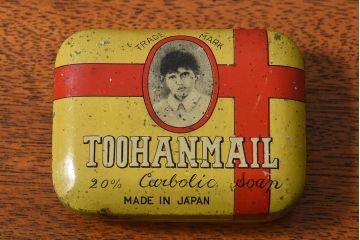 TRADE MARK
TOOHANMAIL
20% Carbolic Soap
MADE IN JAPAN